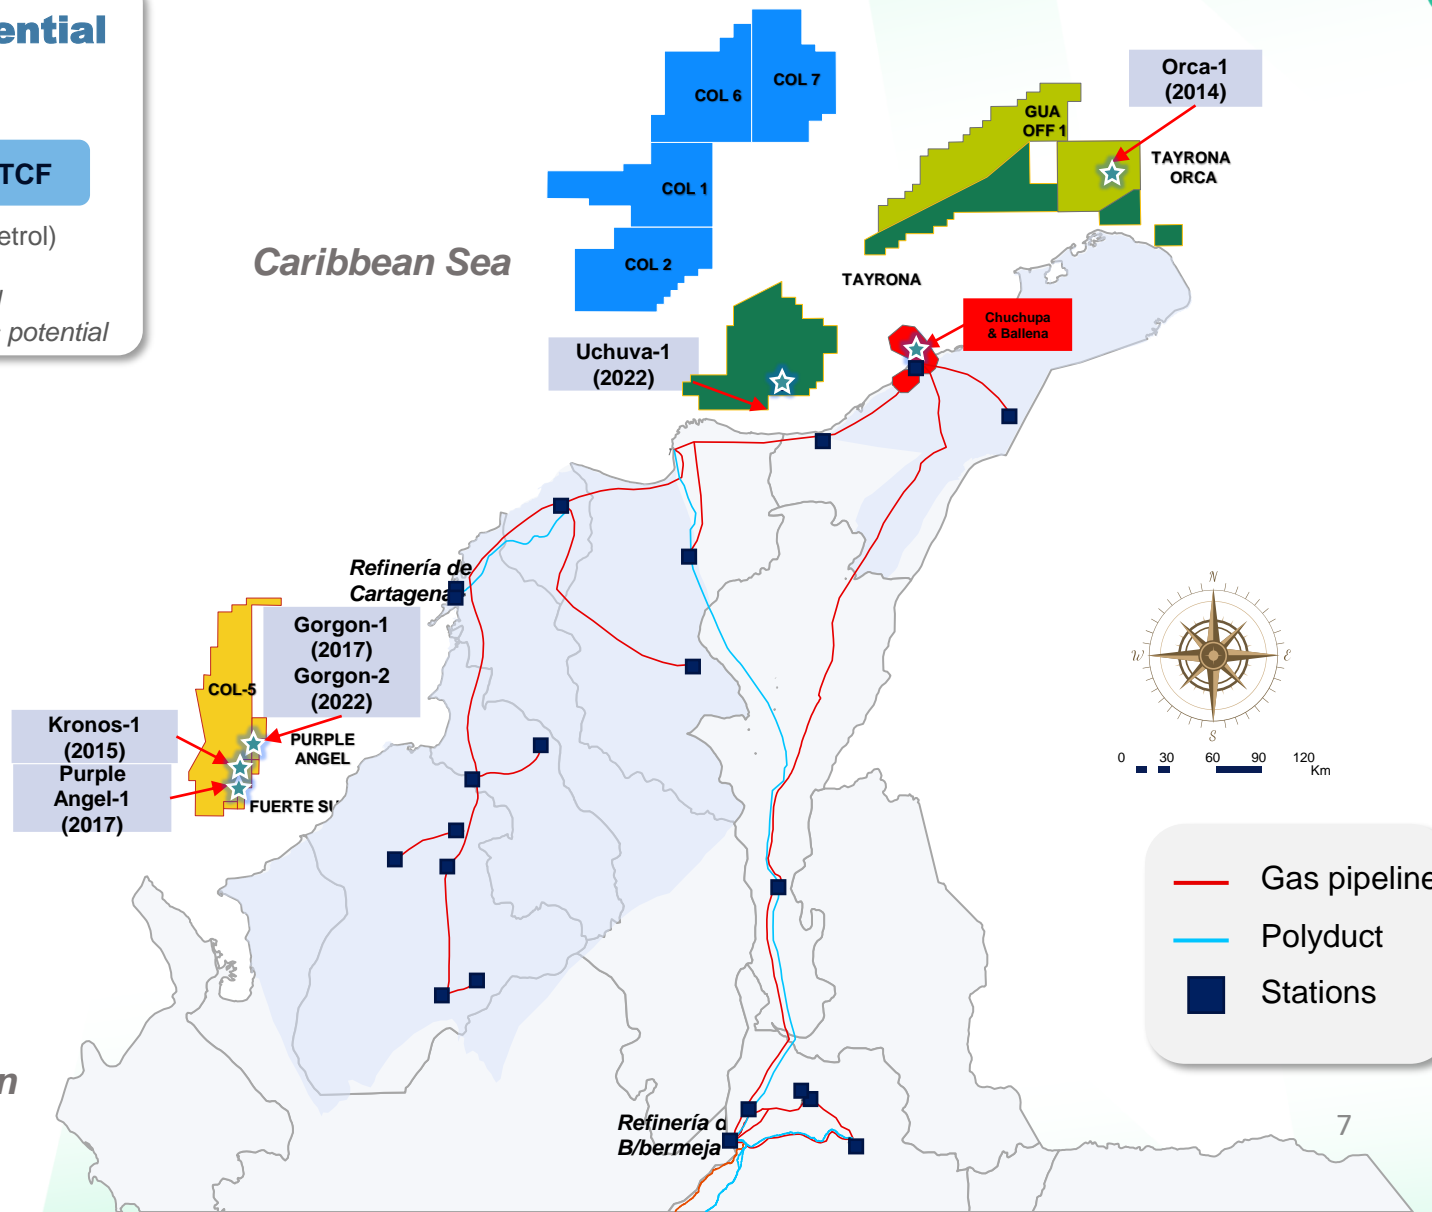 ential
TCF
etrol)
potential
Caribbean Sea
COL 6
COL 7
COL 1
COL 2
Orca-1
(2014)
GUA
OFF 1
TAYRONA
ORCA
TAYRONA
Chuchupa
& Ballena
Uchuva-1
(2022)
Refinería de
Cartagena
Gorgon-1
(2017)
Gorgon-2
(2022)
COL-5
Kronos-1
(2015)
Purple
Angel-1
(2017)
PURPLE
ANGEL
FUERTE SU
N
W
E
S
0 30 60 90 120
Km
Gas pipeline
Polyduct
Stations
n
Refinería d
B/bermeja
7